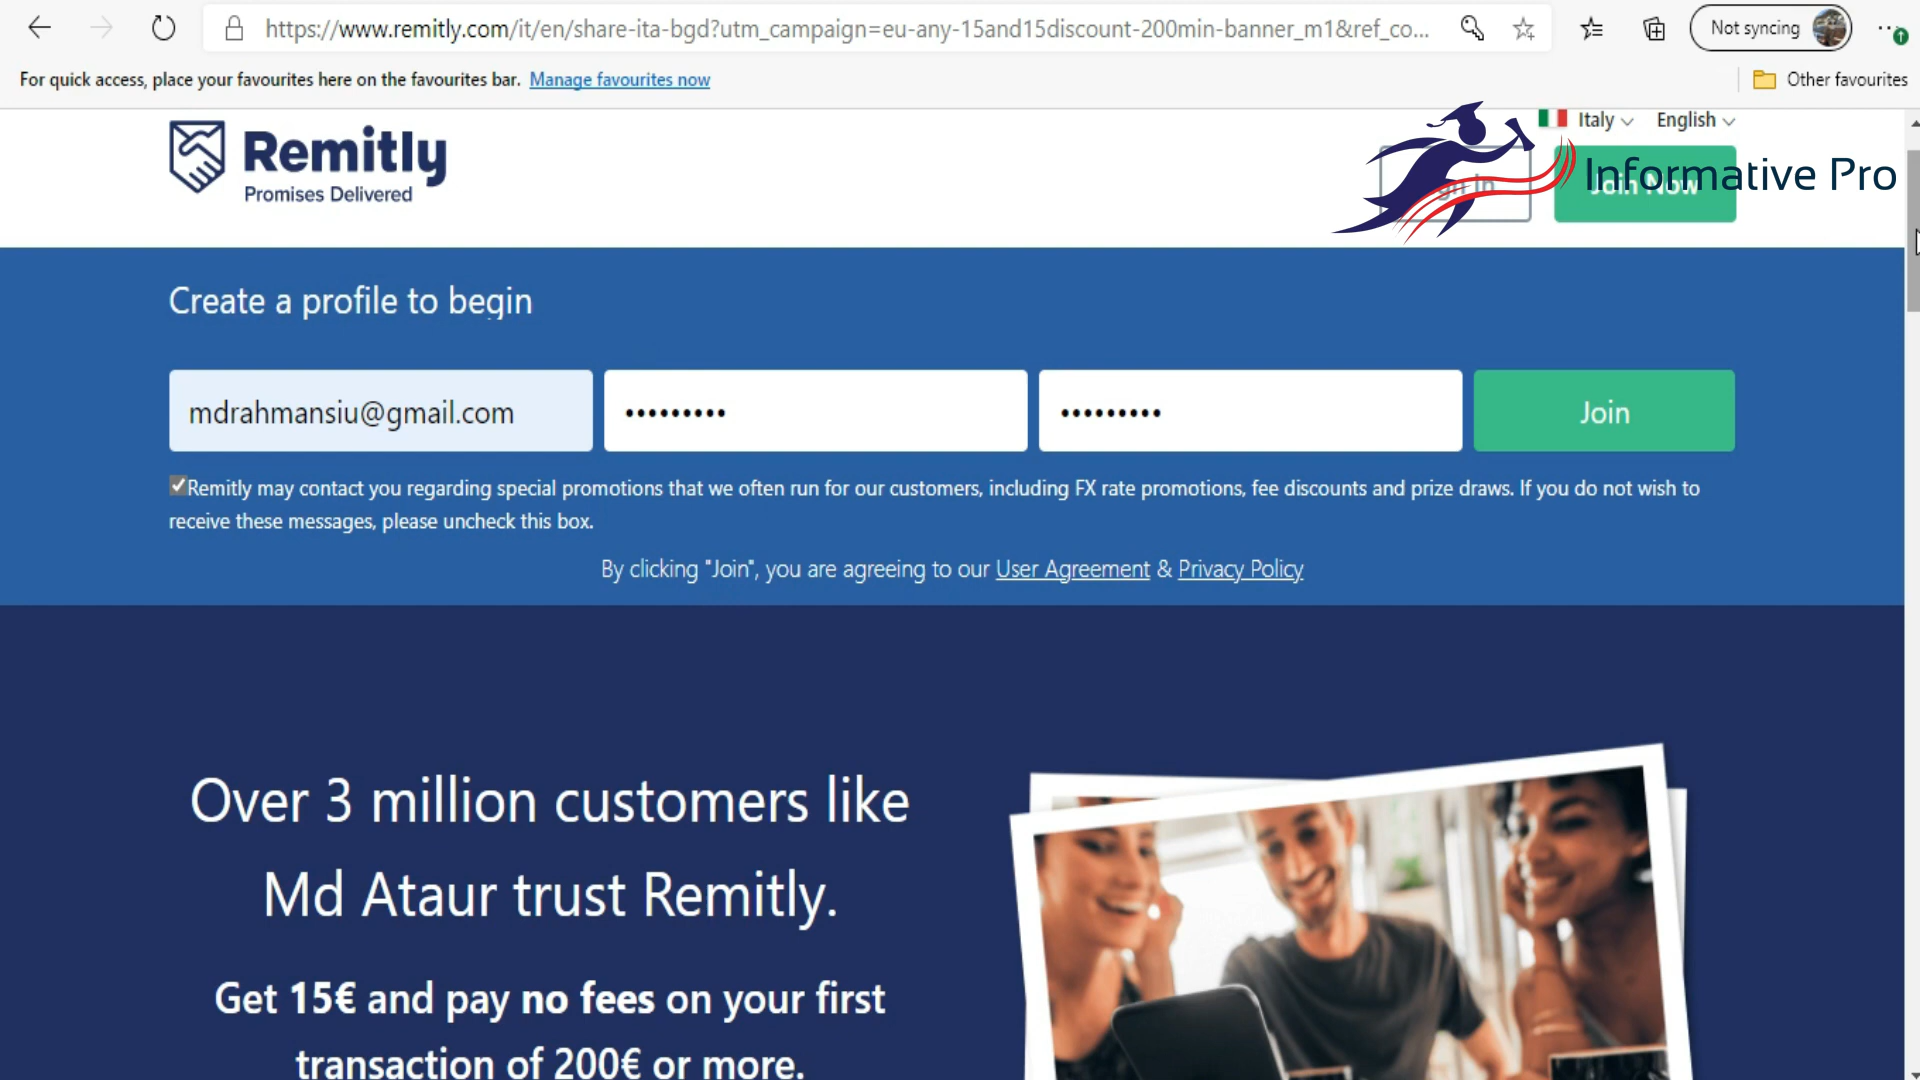 https://www.remitly.com/it/en/share-ita-bgd?utm_campaign=eu-any-15and15discount-200min-banner_m1&ref_co...
Not syncing
For quick access, place your favourites here on the favourites bar. Manage favourites now
Other favourites
Remitly
Promises Delivered
Italy
English
Join Now
Informative Pro
Create a profile to begin
mdrahmansiu@gmail.com
•••••••••
•••••••••
Join
Remitly may contact you regarding special promotions that we often run for our customers, including FX rate promotions, fee discounts and prize draws. If you do not wish to
receive these messages, please uncheck this box.
By clicking "Join", you are agreeing to our User Agreement & Privacy Policy
Over 3 million customers like
Md Ataur trust Remitly.
Get 15€ and pay no fees on your first
transaction of 200€ or more.